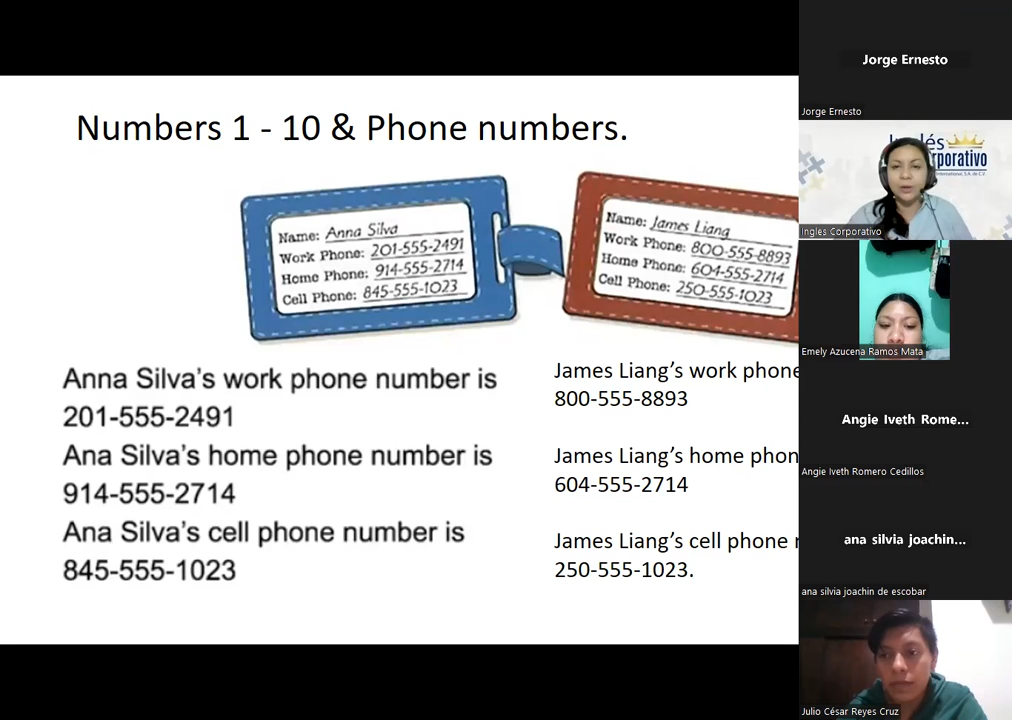 Numbers 1 - 10 & Phone numbers.
Name: Anna Silva
Work Phone: 201-555-2491
Home Phone: 914-555-2714
Cell Phone: 845-555-1023
Name: James Liang
Work Phone: 800-555-8893
Home Phone: 604-555-2714
Cell Phone: 250-555-1023
Anna Silva's work phone number is
201-555-2491
Ana Silva's home phone number is
914-555-2714
Ana Silva's cell phone number is
845-555-1023
James Liang's work phone
800-555-8893
James Liang's home phon
604-555-2714
James Liang's cell phone
250-555-1023.
Jorge Ernesto
Jorge Ernesto
Inglés
orporativo
Ingles Corporativo
Emely Azucena Ramos Mata
Angie Iveth Rome...
Angie Iveth Romero Cedillos
ana silvia joachin...
ana silvia joachin de escobar
Julio César Reyes Cruz